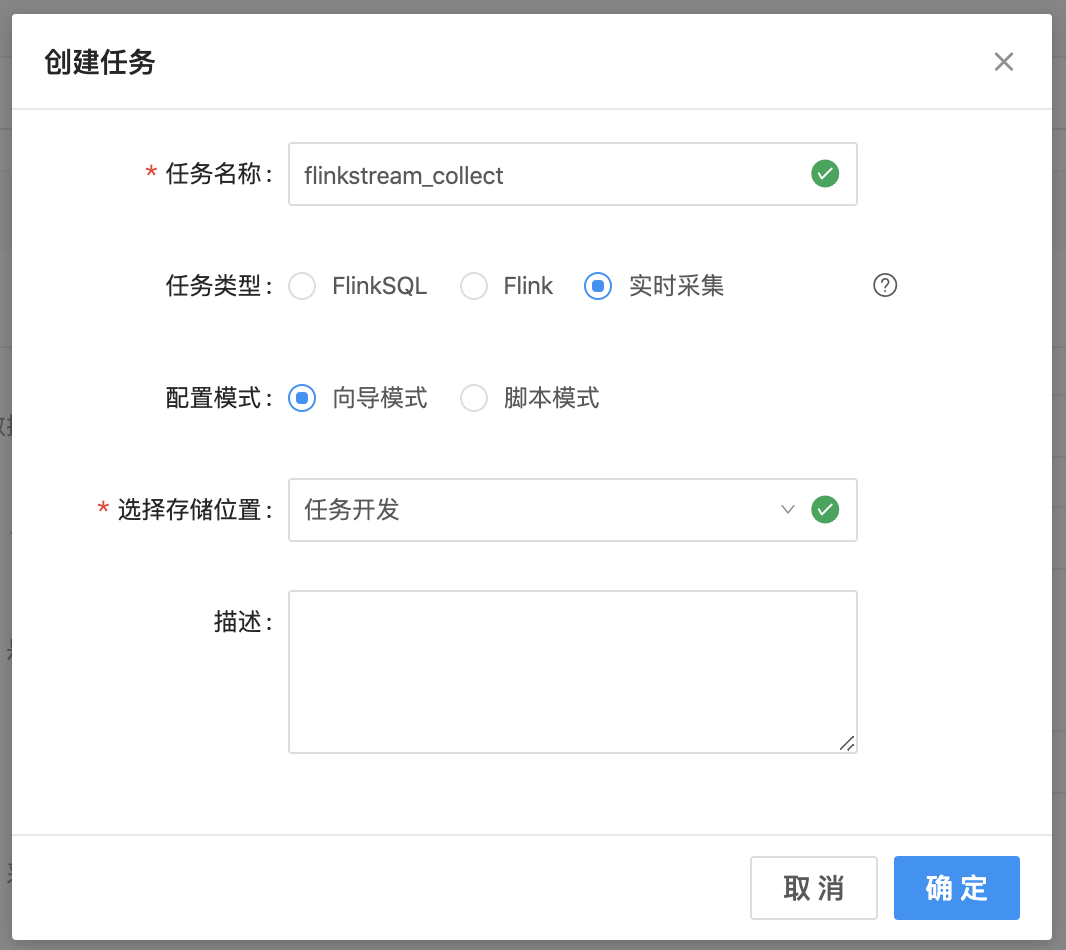 创建任务
* 任务名称: flinkstream_collect
任务类型: FlinkSQL Flink 实时采集 ?
配置模式: 向导模式 脚本模式
* 选择存储位置: 任务开发
描述:
取 消 确 定